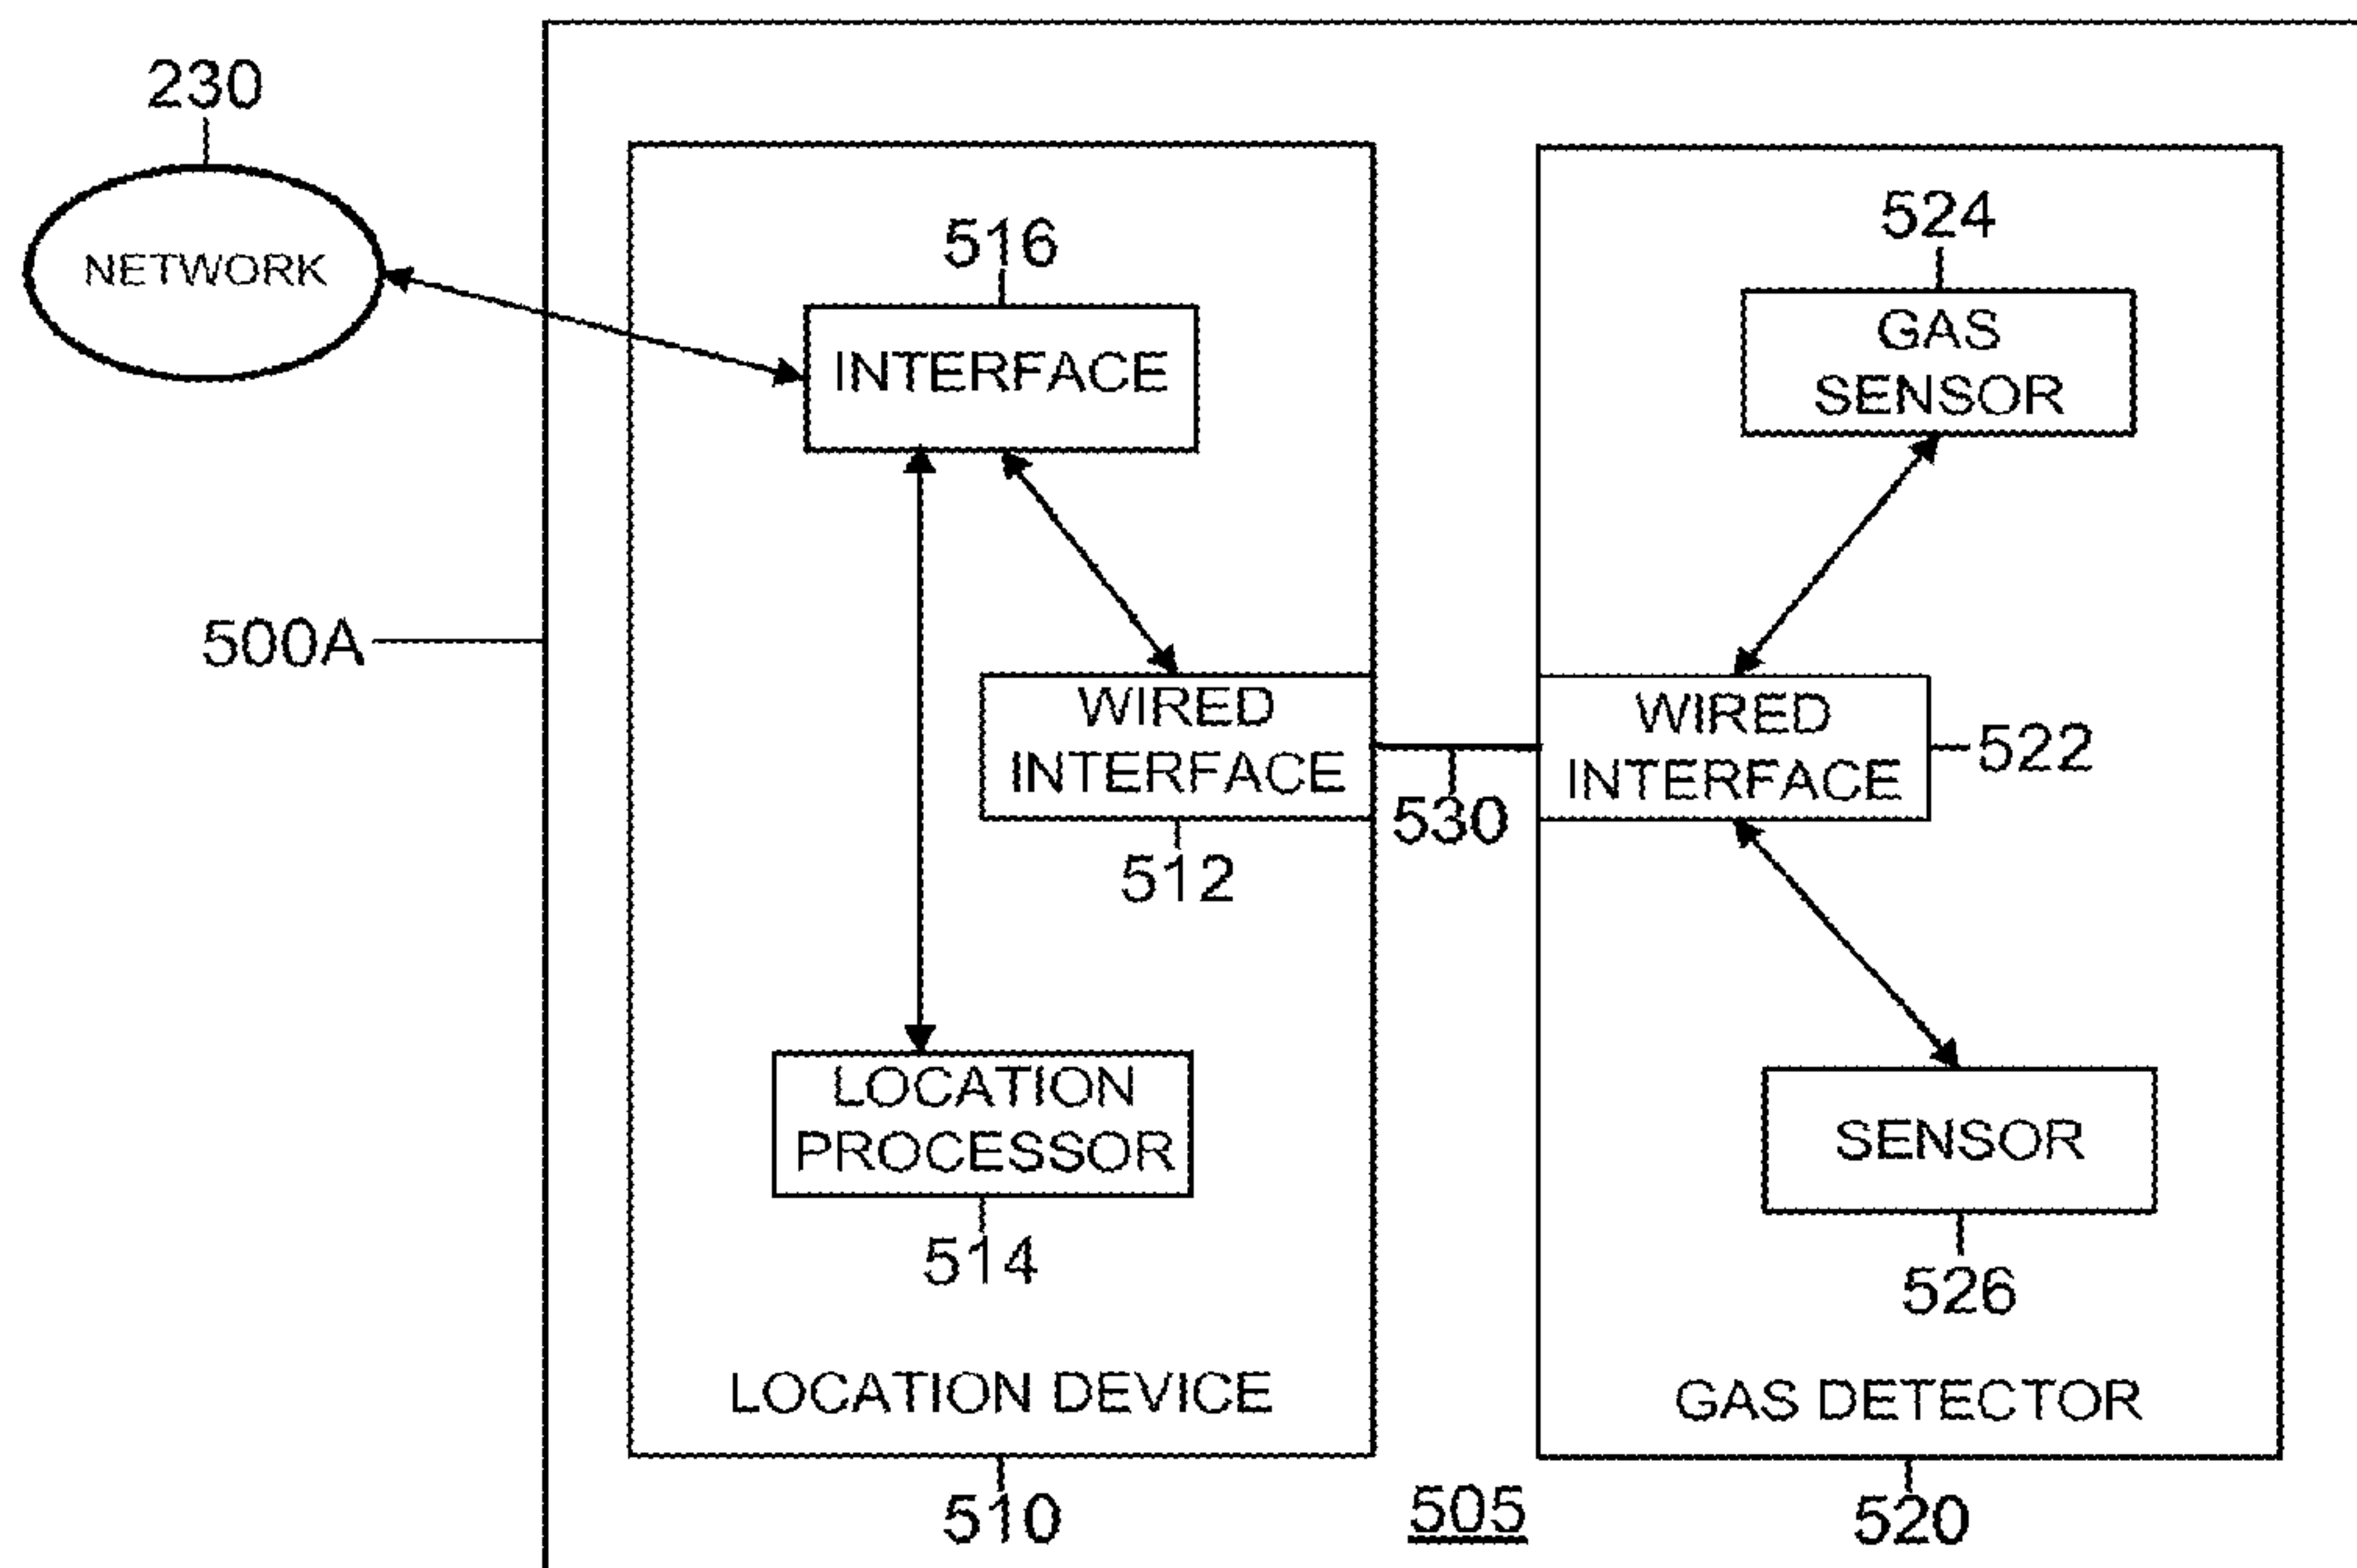 230
NETWORK
500A
516
INTERFACE
WIRED
INTERFACE
512
LOCATION
PROCESSOR
514
LOCATION DEVICE
510
530
505
524
GAS
SENSOR
WIRED
INTERFACE
522
SENSOR
526
GAS DETECTOR
520